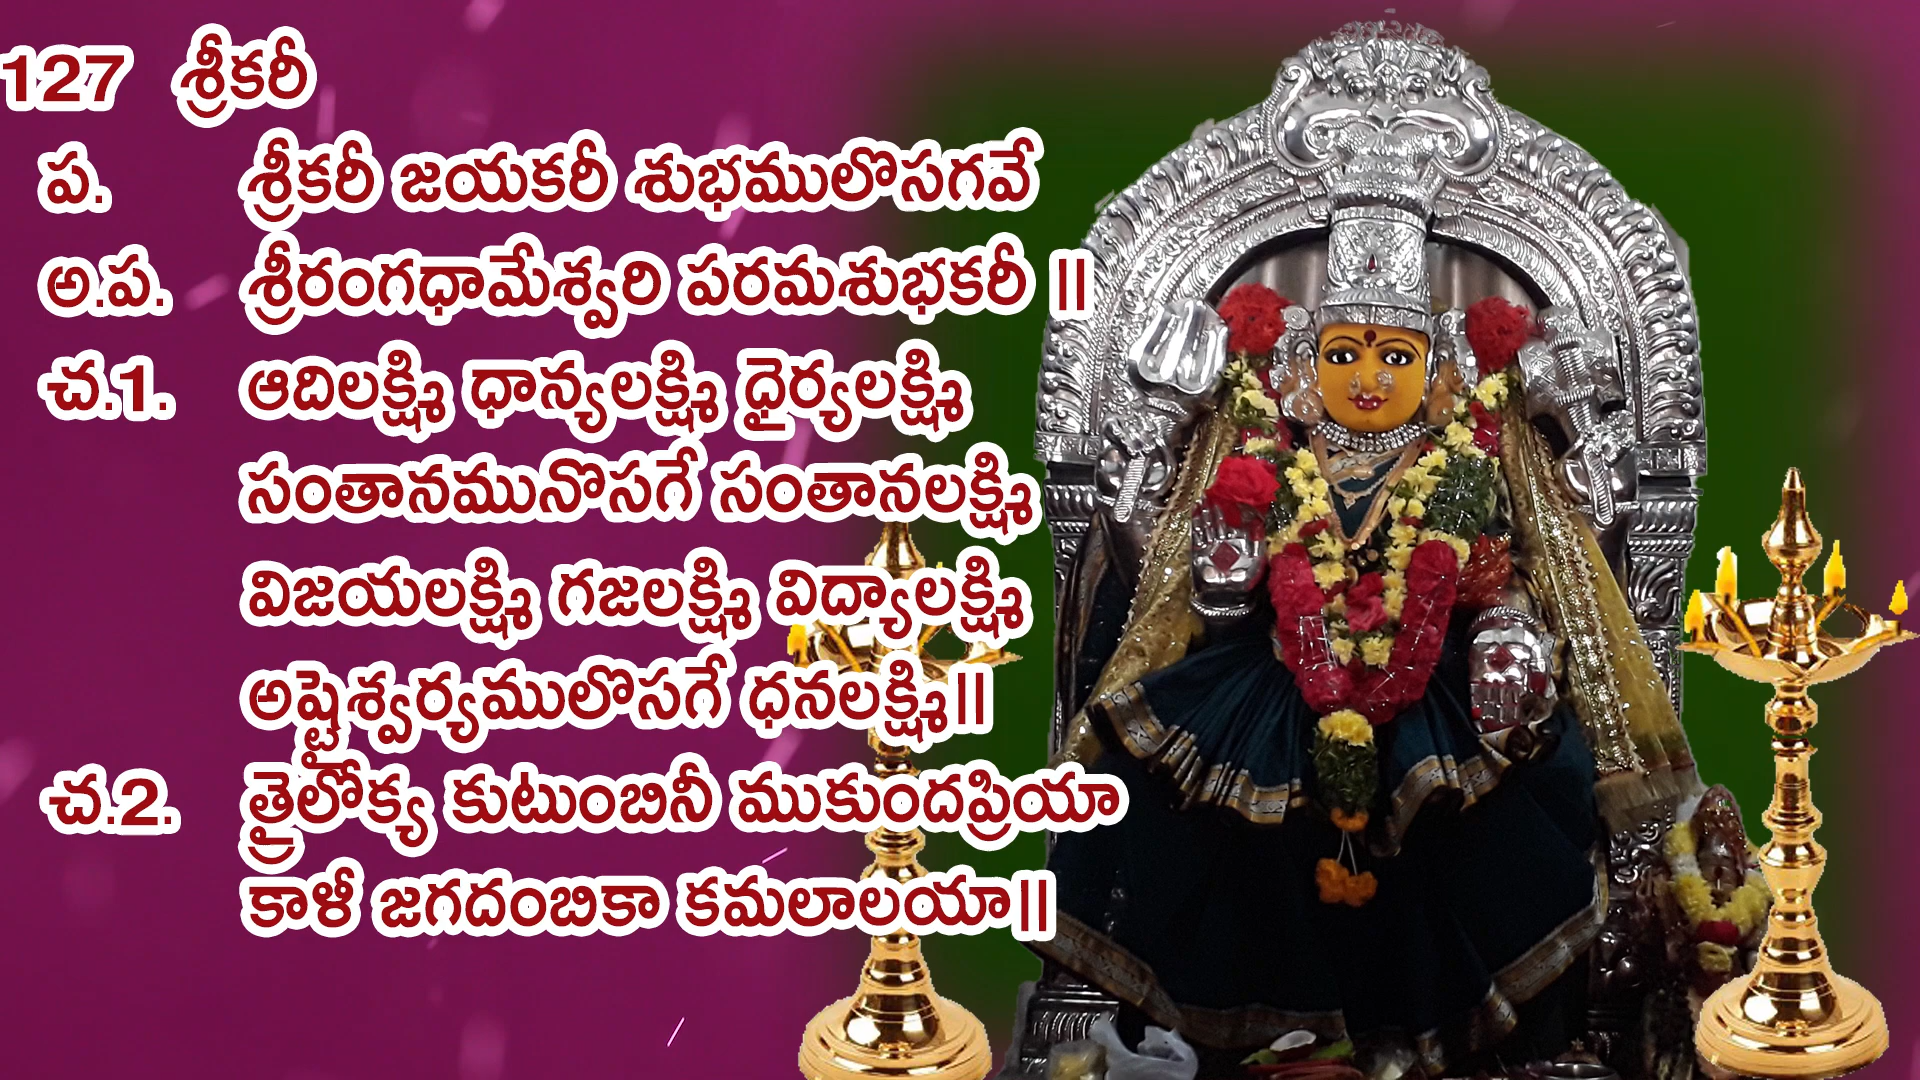 127 శ్రీకరీ
ప. శ్రీకరీ జయకరీ శుభములొసగవే
అ.ప. శ్రీరంగధామేశ్వరి పరమశుభకరీ ||
చ.1. ఆదిలక్ష్మి ధాన్యలక్ష్మి ధైర్యలక్ష్మి
సంతానమునొసగే సంతానలక్ష్మి
విజయలక్ష్మి గజలక్ష్మి విద్యాలక్ష్మి
అష్టైశ్వర్యములొసగే ధనలక్ష్మి||
చ.2. త్రైలోక్య కుటుంబినీ ముకుందప్రియా
కాళీ జగదంబికా కమలాలయా||